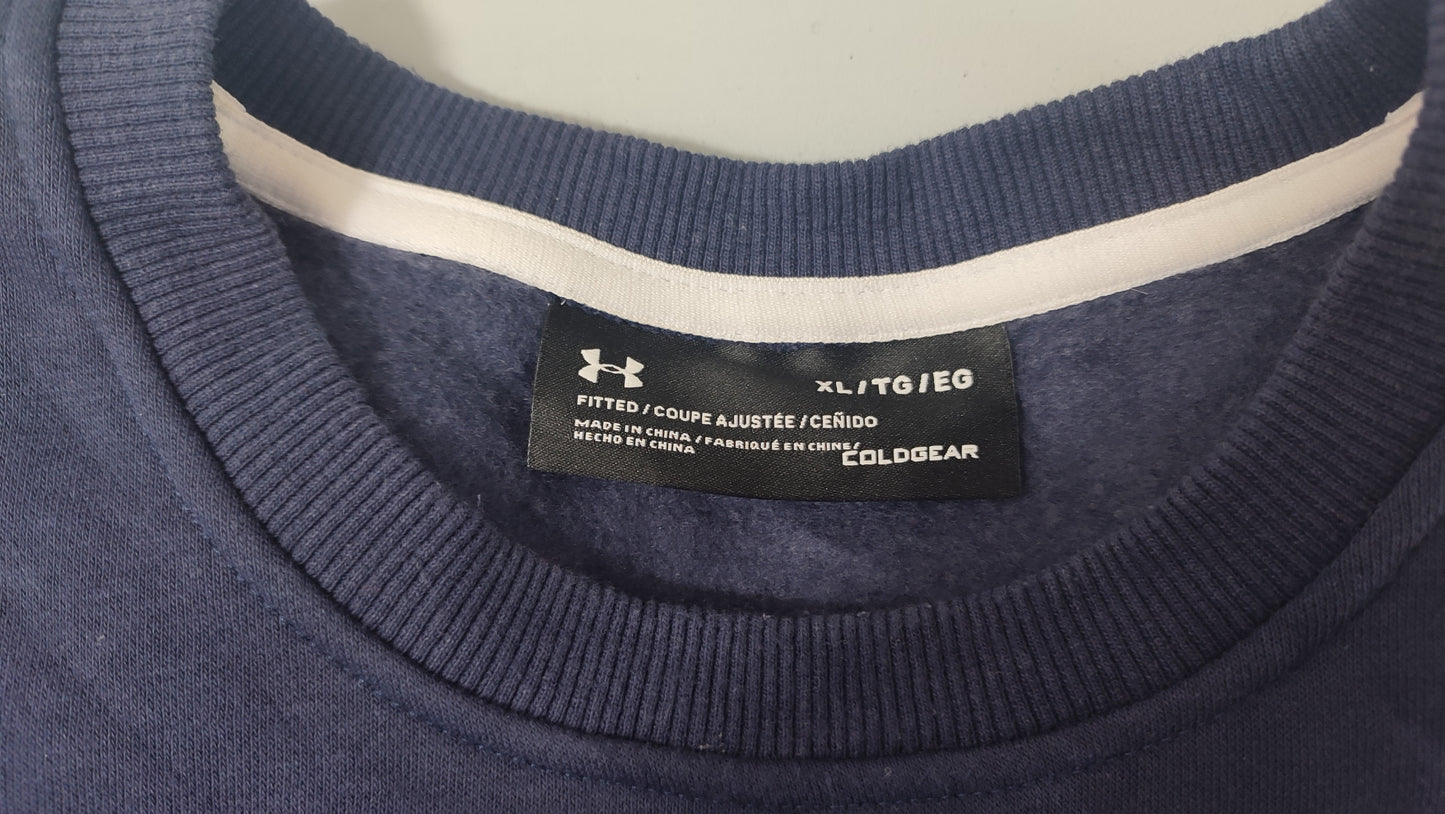 XL/TG/EG
FITTED / COUPE AJUSTÉE / CEÑIDO
MADE IN CHINA / FABRIQUÉ EN CHINE/
HECHO EN CHINA
COLDGEAR